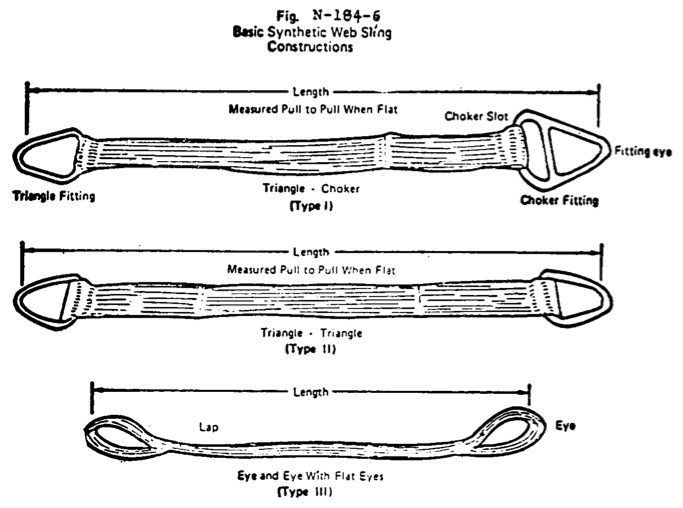 Fig. N-184-6
Basic Synthetic Web Sling
Constructions
Length
Measured Pull to Pull When Flat
Choker Slot
Fitting eye
Triangle Fitting
Triangle - Choker
(Type I)
Choker Fitting
Length
Measured Pull to Pull When Flat
Triangle - Triangle
(Type II)
Length
Lap
Eye
Eye and Eye With Flat Eyes
(Type III)